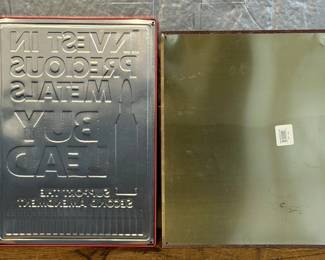 INVEST IN
PRECIOUS
METALS
BUY
LEAD
SUPPORT THE
SECOND AMENDMENT